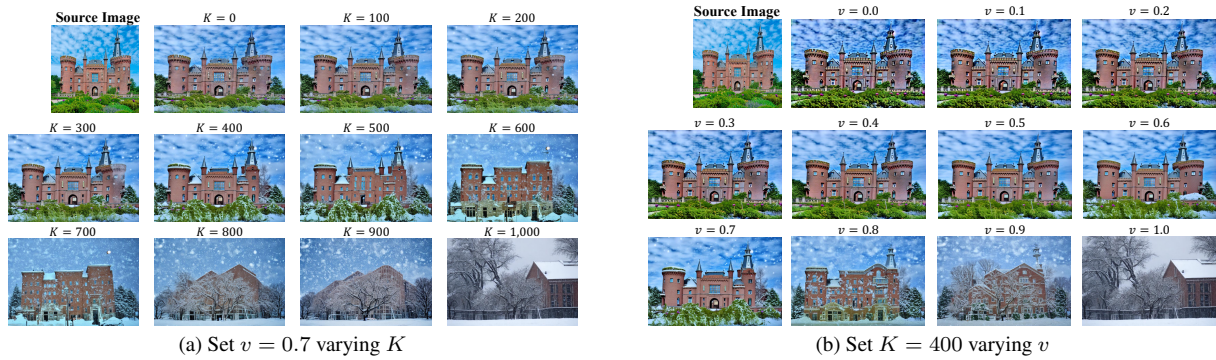 Source Image K = 0 K = 100 K = 200
K = 300 K = 400 K = 500 K = 600
K = 700 K = 800 K = 900 K = 1,000
(a) Set v = 0.7 varying K
Source Image v = 0.0 v = 0.1 v = 0.2
v = 0.3 v = 0.4 v = 0.5 v = 0.6
v = 0.7 v = 0.8 v = 0.9 v = 1.0
(b) Set K = 400 varying v